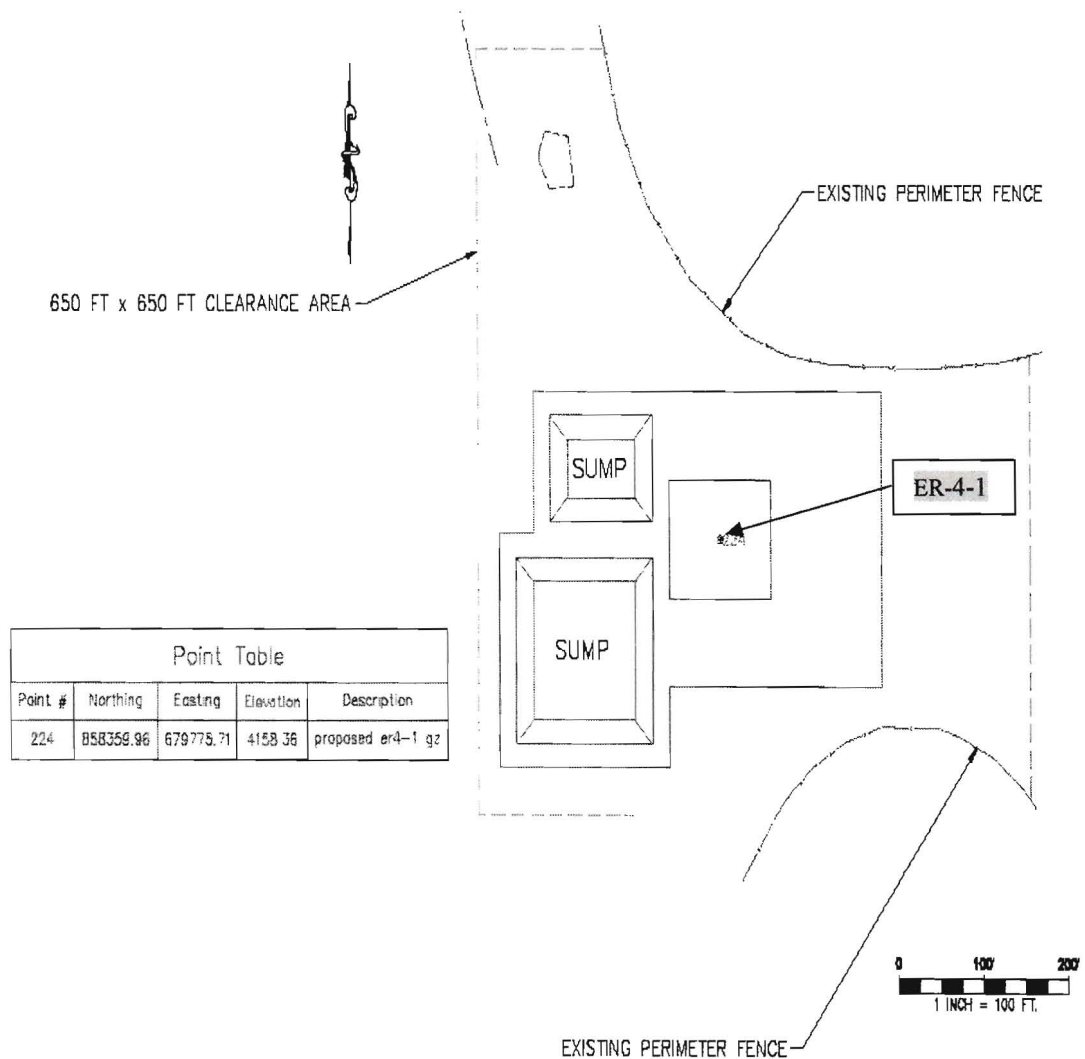 EXISTING PERIMETER FENCE
650 FT x 650 FT CLEARANCE AREA
SUMP
ER-4-1
SUMP
Point Table
Point # Northing Easting Elevation Description
224 858359.96 679775.71 4158.36 proposed er4-1 gz
0 100' 200'
1 INCH = 100 FT.
EXISTING PERIMETER FENCE